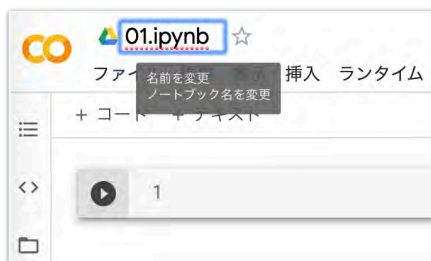 01.ipynb
ファイル 挿入 ランタイム
名前を変更
ノートブック名を変更
+ コード + テキスト
1